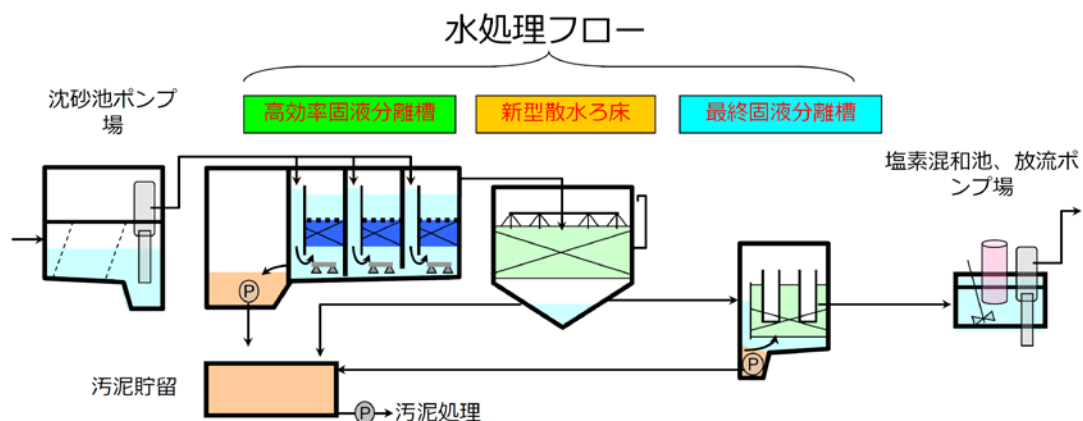 水処理フロー
沈砂池ポンプ
場
高効率固液分離槽
新型散水ろ床
最終固液分離槽
塩素混和池、放流ポ
ンプ場
P
P
汚泥貯留
P
汚泥処理